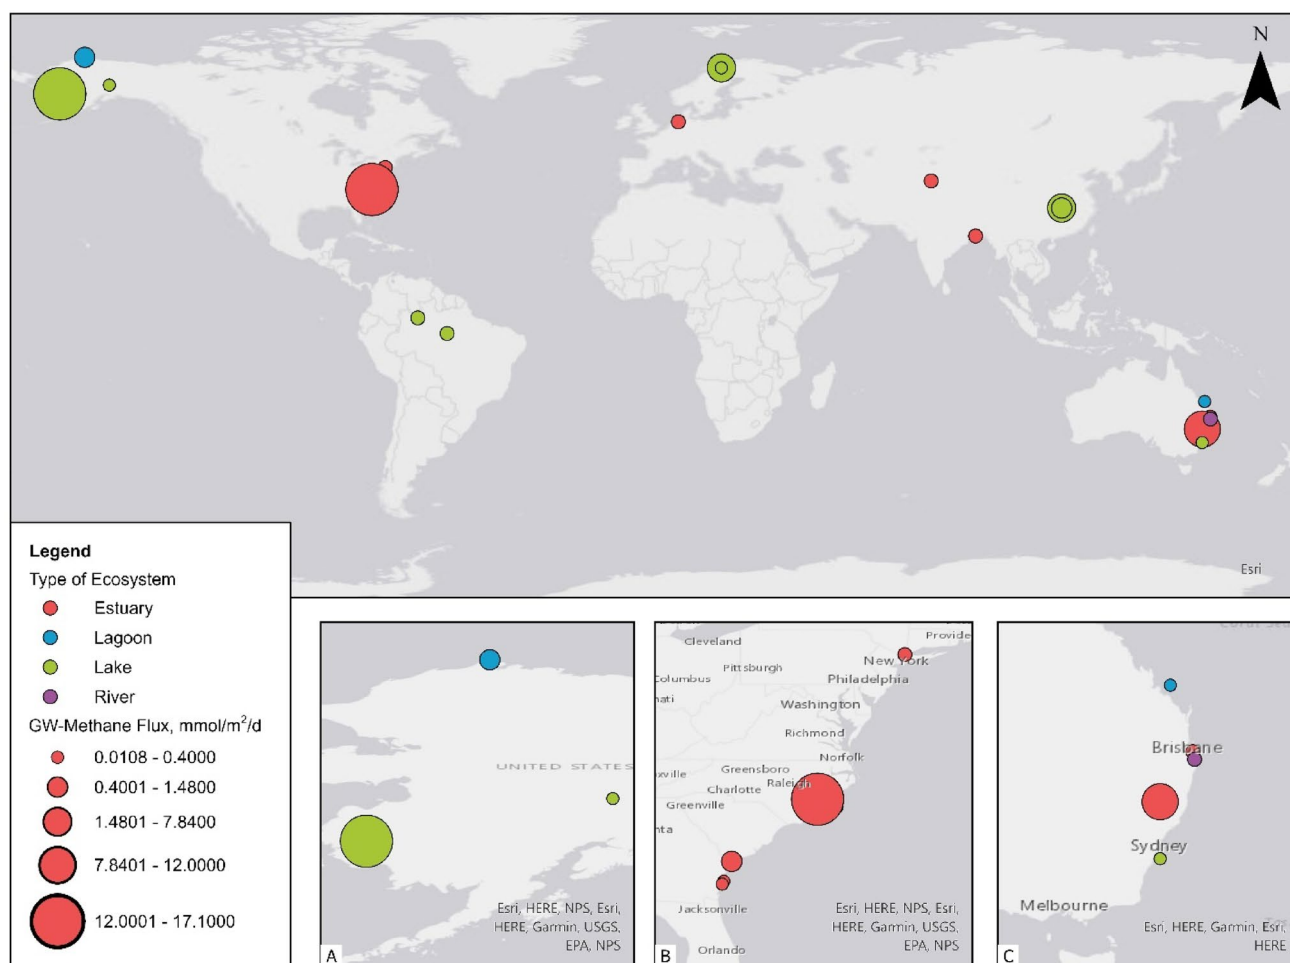 N
Esri
Legend
Type of Ecosystem
Estuary
Lagoon
Lake
River
GW-Methane Flux, mmol/m²/d
0.0108 - 0.4000
0.4001 - 1.4800
1.4801 - 7.8400
7.8401 - 12.0000
12.0001 - 17.1000
UNITED STATES
Esri, HERE, NPS, Esri,
HERE, Garmin, USGS,
EPA, NPS
A
Cleveland
Provide
New York
Pittsburgh
Columbus
Philadelphia
nati
Washington
Richmond
Norfolk
Greensboro
oxville
Raleigh
Charlotte
Greenville
nta
Jacksonville
Orlando
Esri, HERE, NPS, Esri,
HERE, Garmin, USGS,
EPA, NPS
B
Brisbane
Sydney
Melbourne
Esri, HERE, Garmin, Esri,
HERE
C